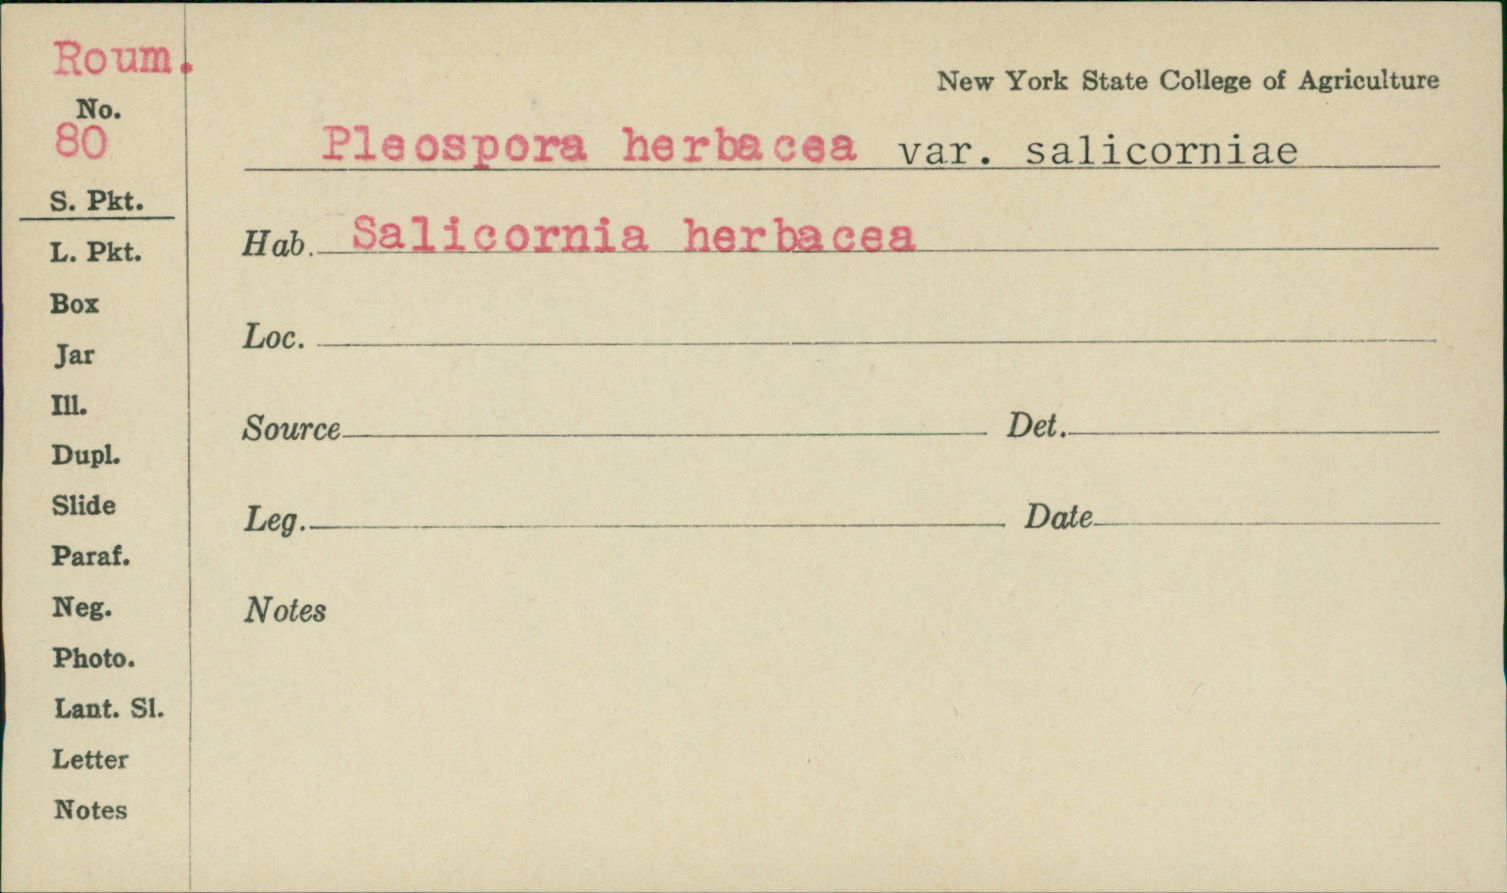 Roum.
No.
80
S. Pkt.
L. Pkt.
Box
Jar
Ill.
Dupl.
Slide
Paraf.
Neg.
Photo.
Lant. Sl.
Letter
Notes
New York State College of Agriculture
Pleospora herbacea var. salicorniae
Hab. Salicornia herbacea
Loc.
Source Det.
Leg. Date
Notes